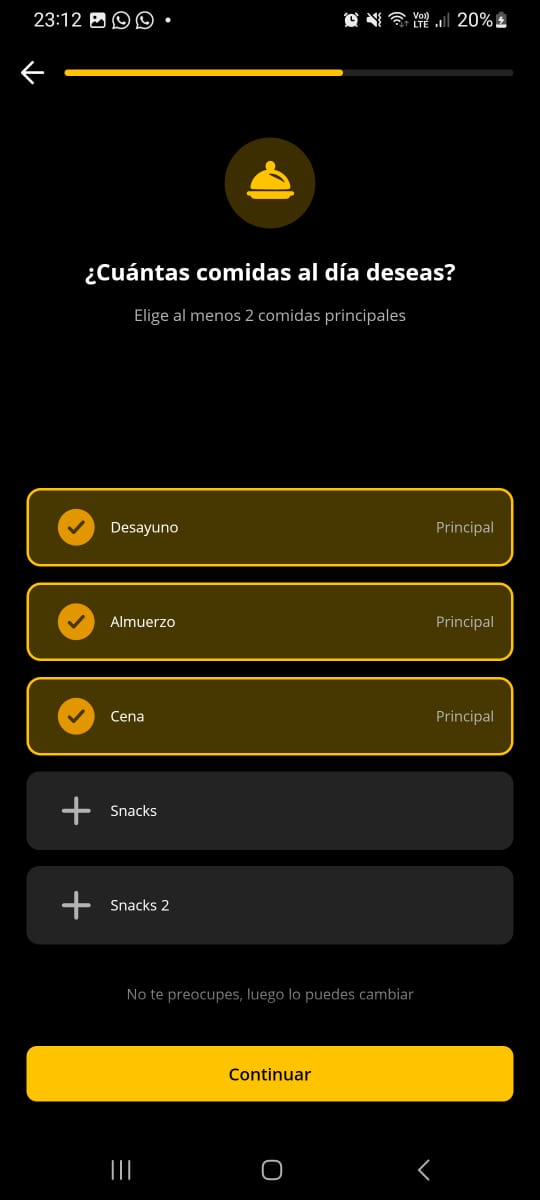 23:12
Vo)) LTE 20%
¿Cuántas comidas al día deseas?
Elige al menos 2 comidas principales
Desayuno Principal
Almuerzo Principal
Cena Principal
Snacks
Snacks 2
No te preocupes, luego lo puedes cambiar
Continuar